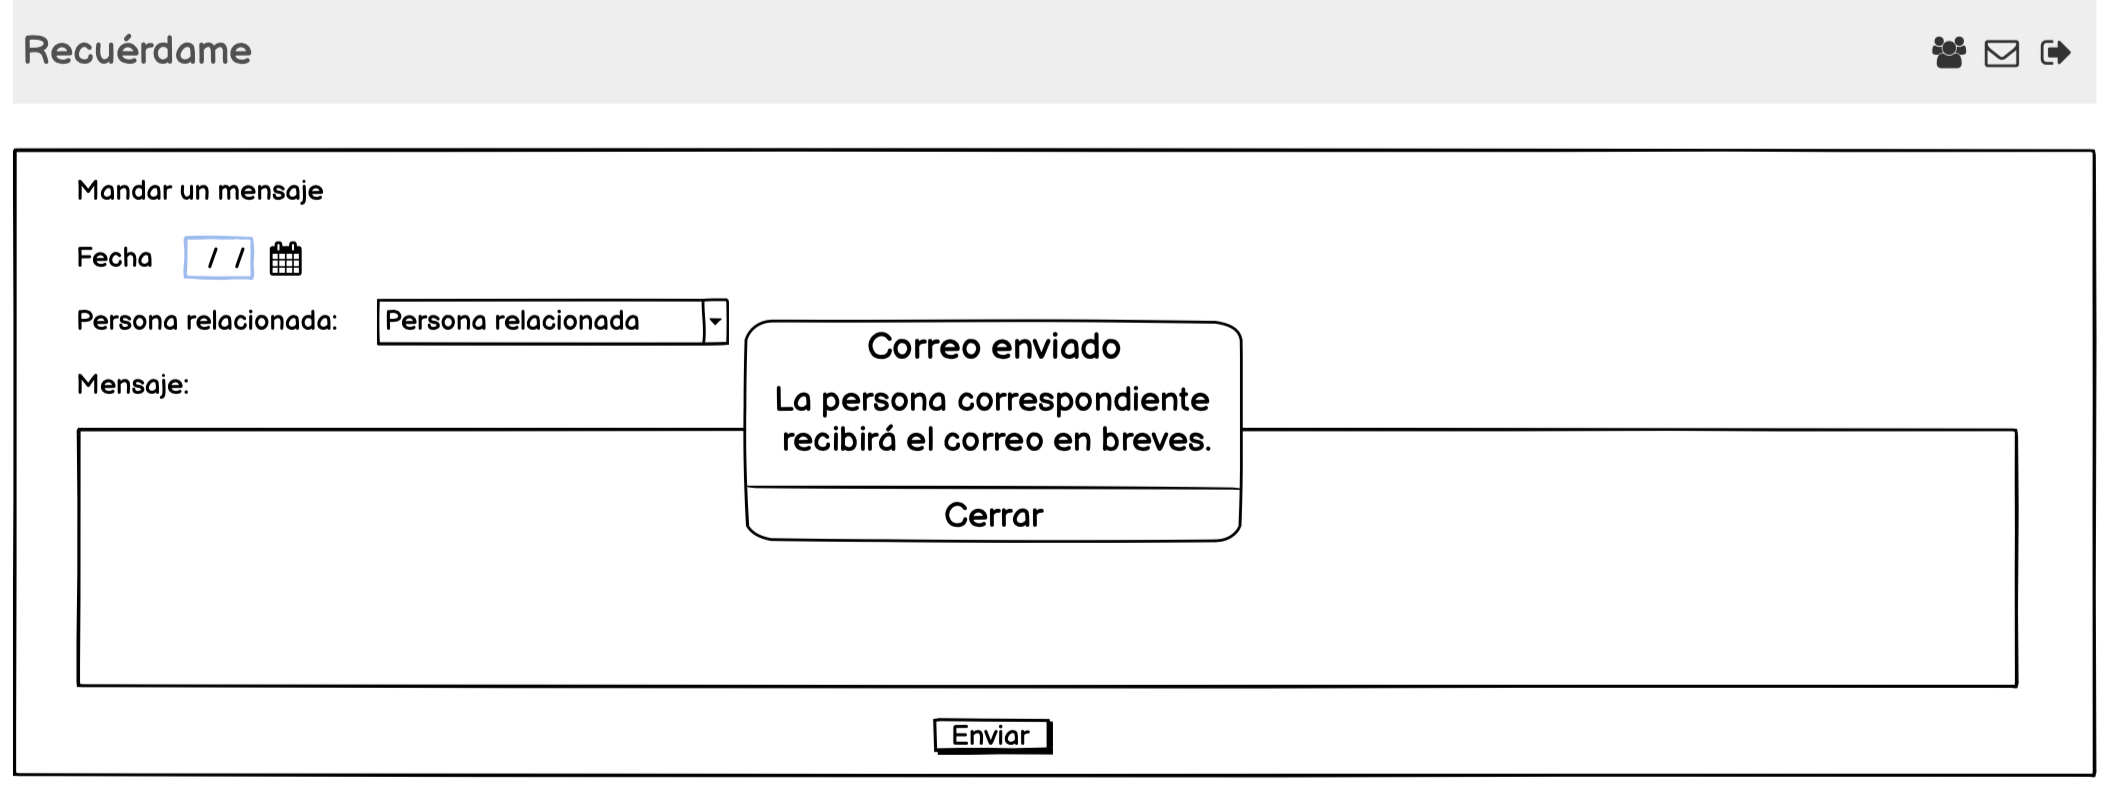 Recuérdame
Mandar un mensaje
Fecha / /
Persona relacionada: Persona relacionada
Mensaje:
Correo enviado
La persona correspondiente
recibirá el correo en breves.
Cerrar
Enviar